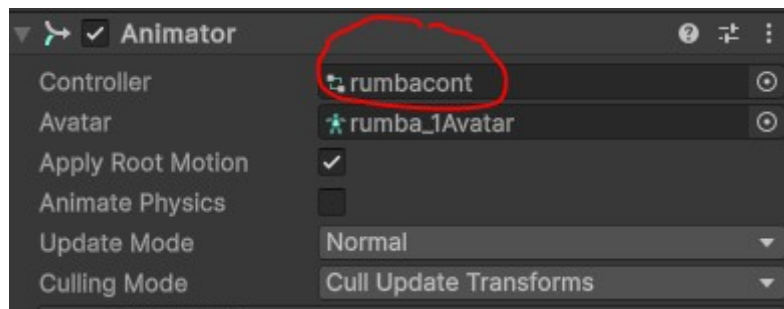 Animator
Controller rumbacont
Avatar rumba_1Avatar
Apply Root Motion
Animate Physics
Update Mode Normal
Culling Mode Cull Update Transforms